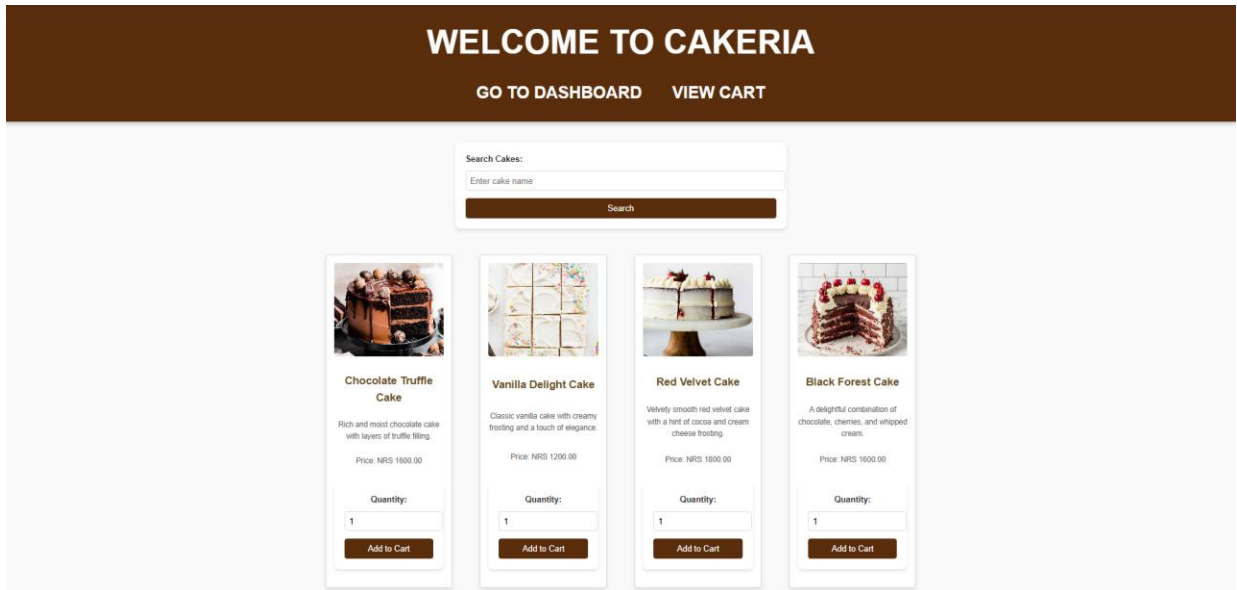 WELCOME TO CAKERIA
GO TO DASHBOARD VIEW CART
Search Cakes:
Enter cake name
Search
Chocolate Truffle
Cake
Rich and moist chocolate cake
with layers of truffle filling.
Price: NRS 1600.00
Quantity:
1
Add to Cart
Vanilla Delight Cake
Classic vanilla cake with creamy
frosting and a touch of elegance.
Price: NRS 1200.00
Quantity:
1
Add to Cart
Red Velvet Cake
Velvety smooth red velvet cake
with a hint of cocoa and cream
cheese frosting.
Price: NRS 1800.00
Quantity:
1
Add to Cart
Black Forest Cake
A delightful combination of
chocolate, cherries, and whipped
cream.
Price: NRS 1600.00
Quantity:
1
Add to Cart